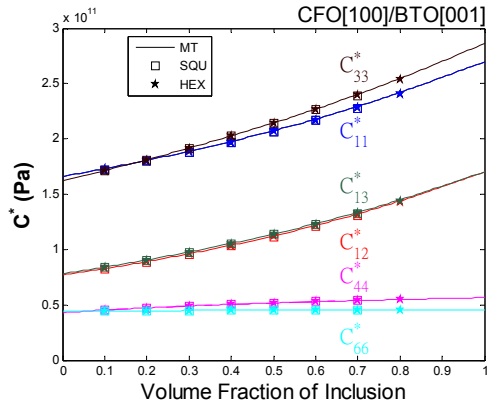 CFO[100]/BTO[001]
x 10^11
3
2.5
2
1.5
1
0.5
0
C* (Pa)
MT
SQU
HEX
C*33
C*11
C*13
C*12
C*44
C*66
0 0.1 0.2 0.3 0.4 0.5 0.6 0.7 0.8 0.9 1
Volume Fraction of Inclusion